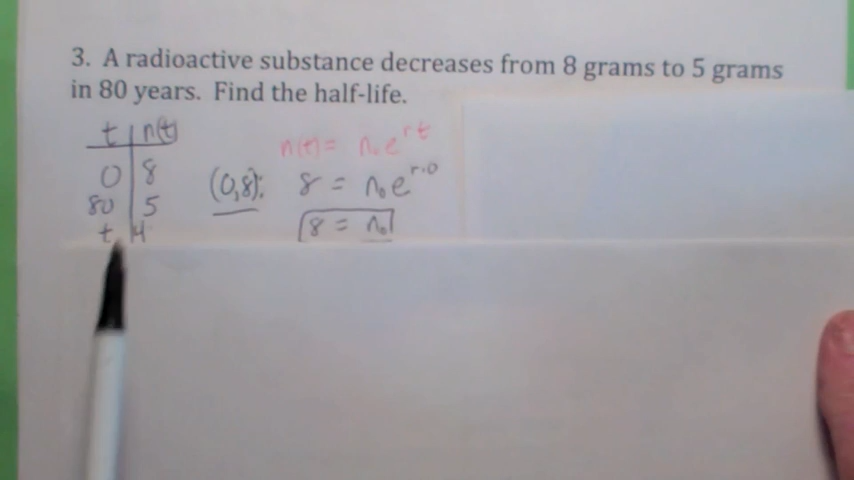 3. A radioactive substance decreases from 8 grams to 5 grams
in 80 years. Find the half-life.
t | n(t)
n(t) = n₀e^{rt}
0 | 8
(0,8): 8 = n₀e^{r·0}
80 | 5
t | 4
8 = n₀